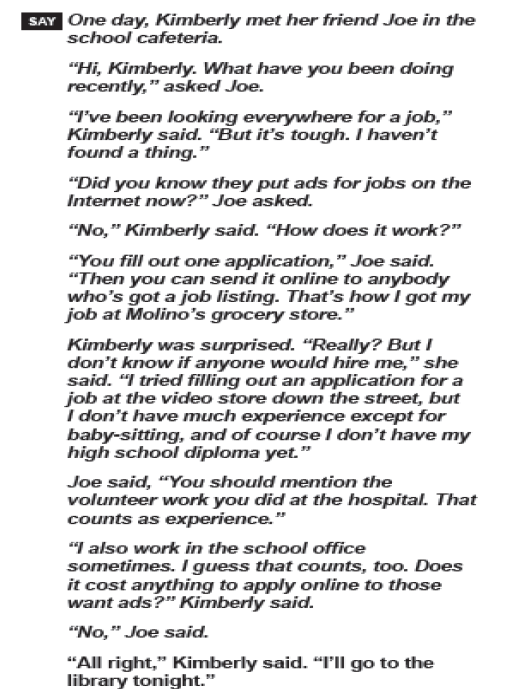 SAY One day, Kimberly met her friend Joe in the
school cafeteria.
“Hi, Kimberly. What have you been doing
recently,” asked Joe.
“I’ve been looking everywhere for a job,”
Kimberly said. “But it’s tough. I haven’t
found a thing.”
“Did you know they put ads for jobs on the
Internet now?” Joe asked.
“No,” Kimberly said. “How does it work?”
“You fill out one application,” Joe said.
“Then you can send it online to anybody
who’s got a job listing. That’s how I got my
job at Molino’s grocery store.”
Kimberly was surprised. “Really? But I
don’t know if anyone would hire me,” she
said. “I tried filling out an application for a
job at the video store down the street, but
I don’t have much experience except for
baby-sitting, and of course I don’t have my
high school diploma yet.”
Joe said, “You should mention the
volunteer work you did at the hospital. That
counts as experience.”
“I also work in the school office
sometimes. I guess that counts, too. Does
it cost anything to apply online to those
want ads?” Kimberly said.
“No,” Joe said.
“All right,” Kimberly said. “I’ll go to the
library tonight.”